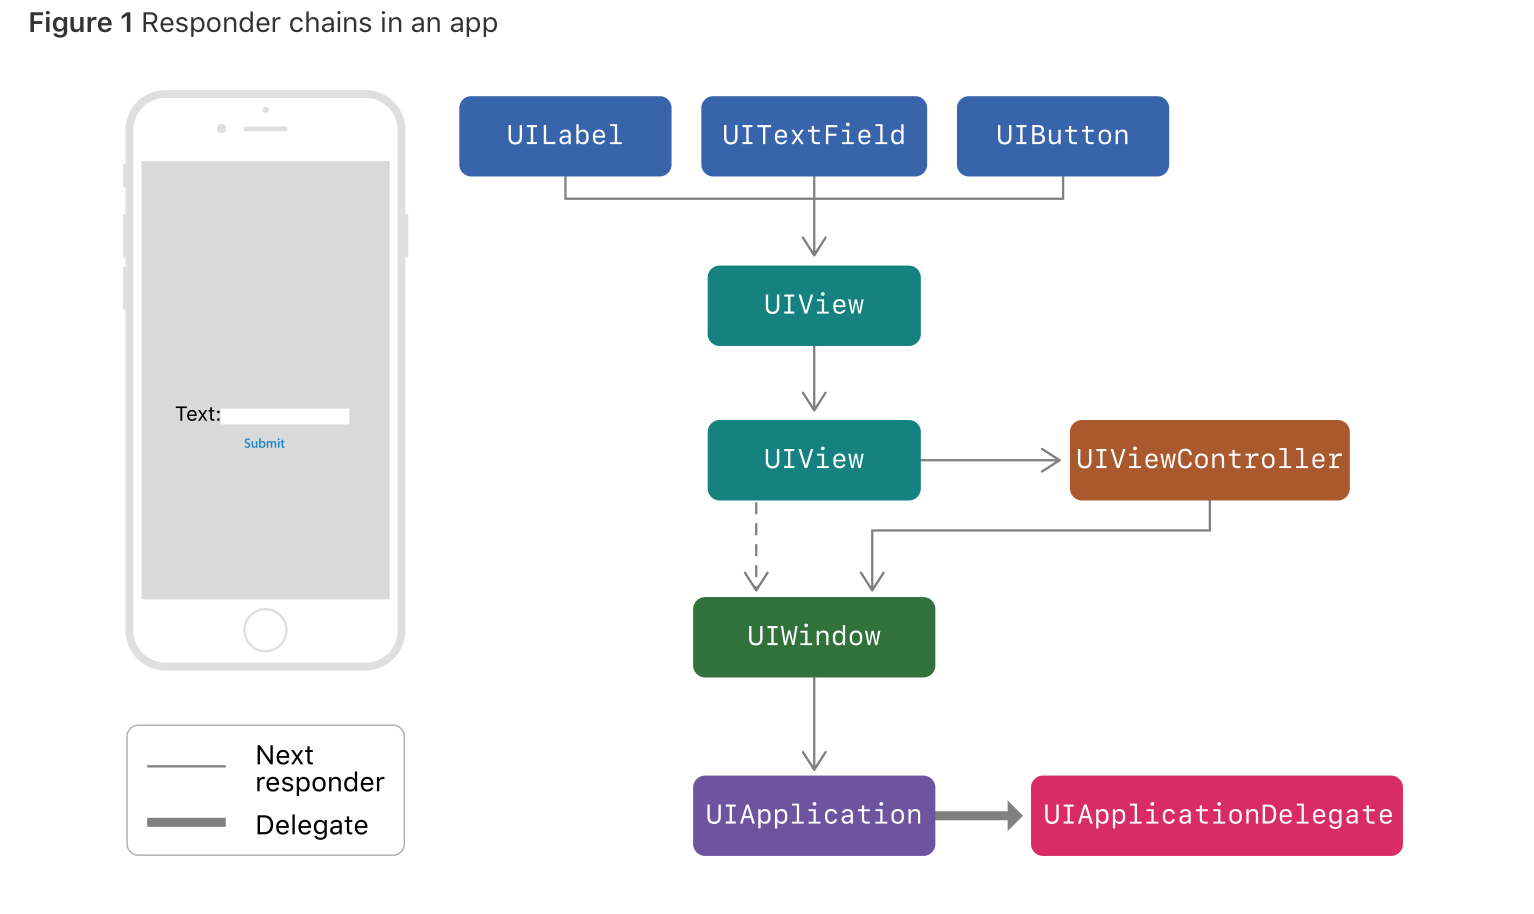 Figure 1 Responder chains in an app
UILabel
UITextField
UIButton
UIView
Text:
Submit
UIView
UIViewController
UIWindow
Next
responder
Delegate
UIApplication
UIApplicationDelegate